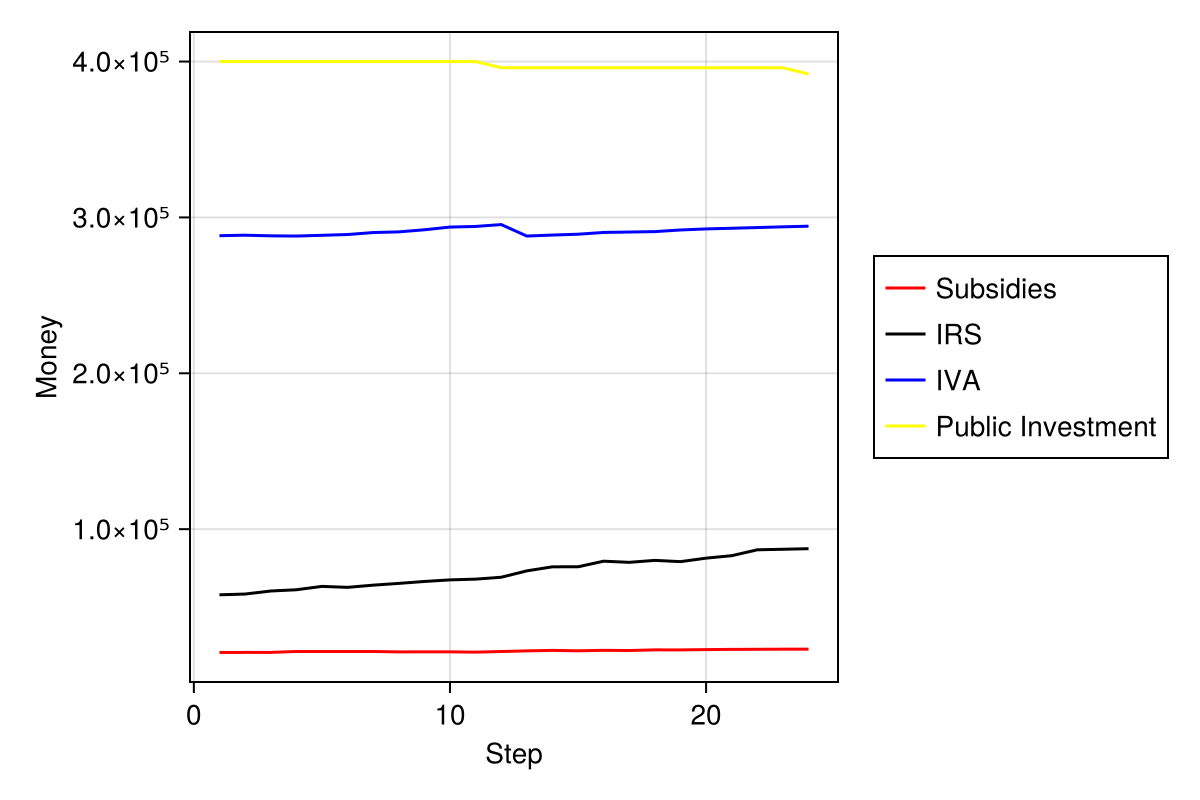 4.0×10⁵
3.0×10⁵
2.0×10⁵
1.0×10⁵
Money
0 10 20
Step
Subsidies
IRS
IVA
Public Investment